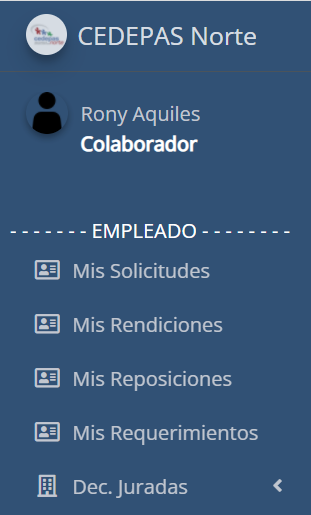 CEDEPAS Norte
Rony Aquiles
Colaborador
- - - - - - - EMPLEADO - - - - - - - -
Mis Solicitudes
Mis Rendiciones
Mis Reposiciones
Mis Requerimientos
Dec. Juradas